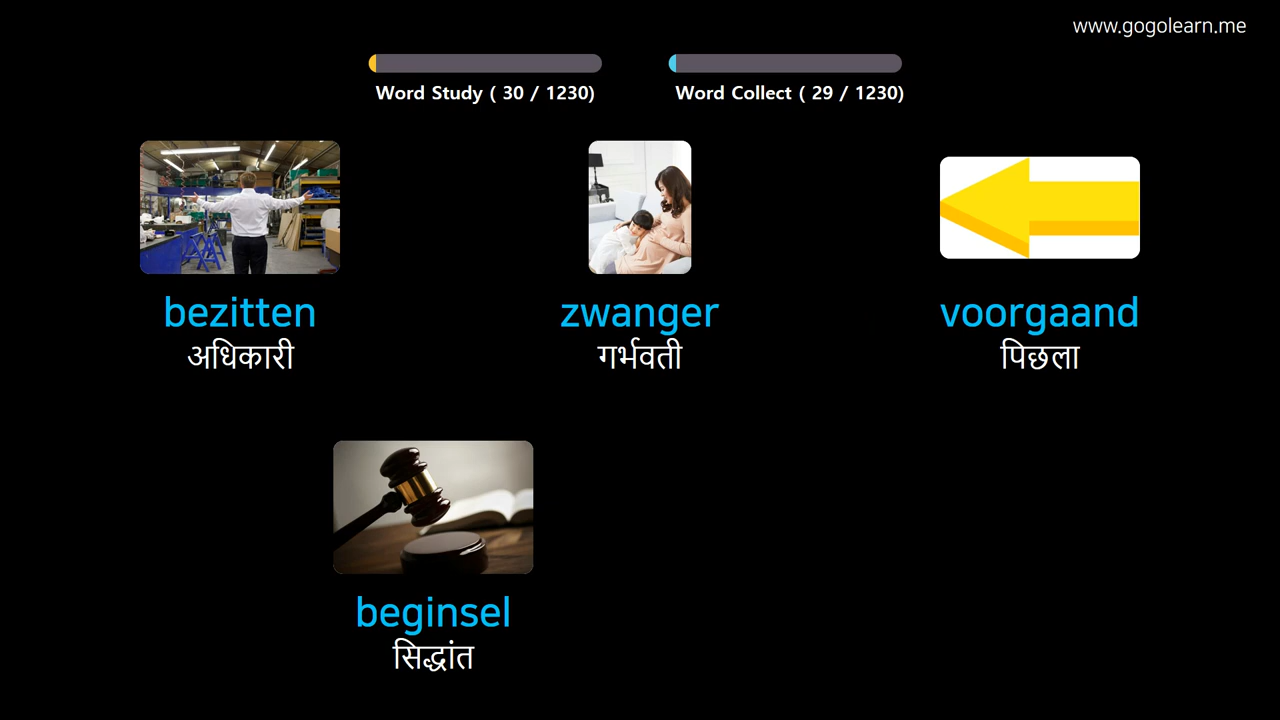 www.gogolearn.me
Word Study ( 30 / 1230)
Word Collect ( 29 / 1230)
bezitten
अधिकारी
zwanger
गर्भवती
voorgaand
पिछला
beginsel
सिद्धांत